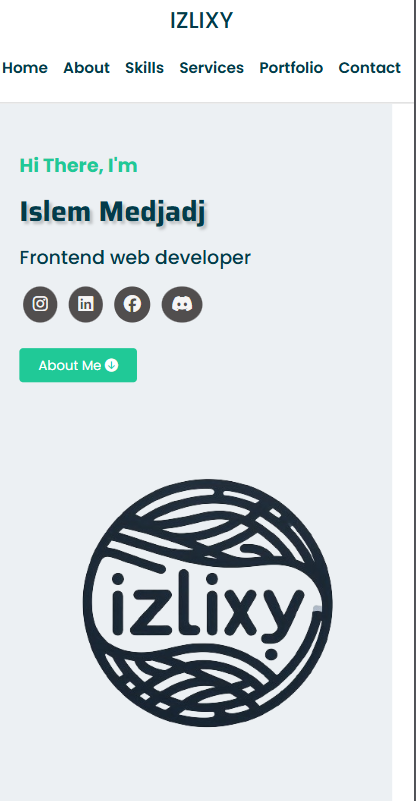 IZLIXY
Home About Skills Services Portfolio Contact
Hi There, I'm
Islem Medjadj
Frontend web developer
About Me
izlixy